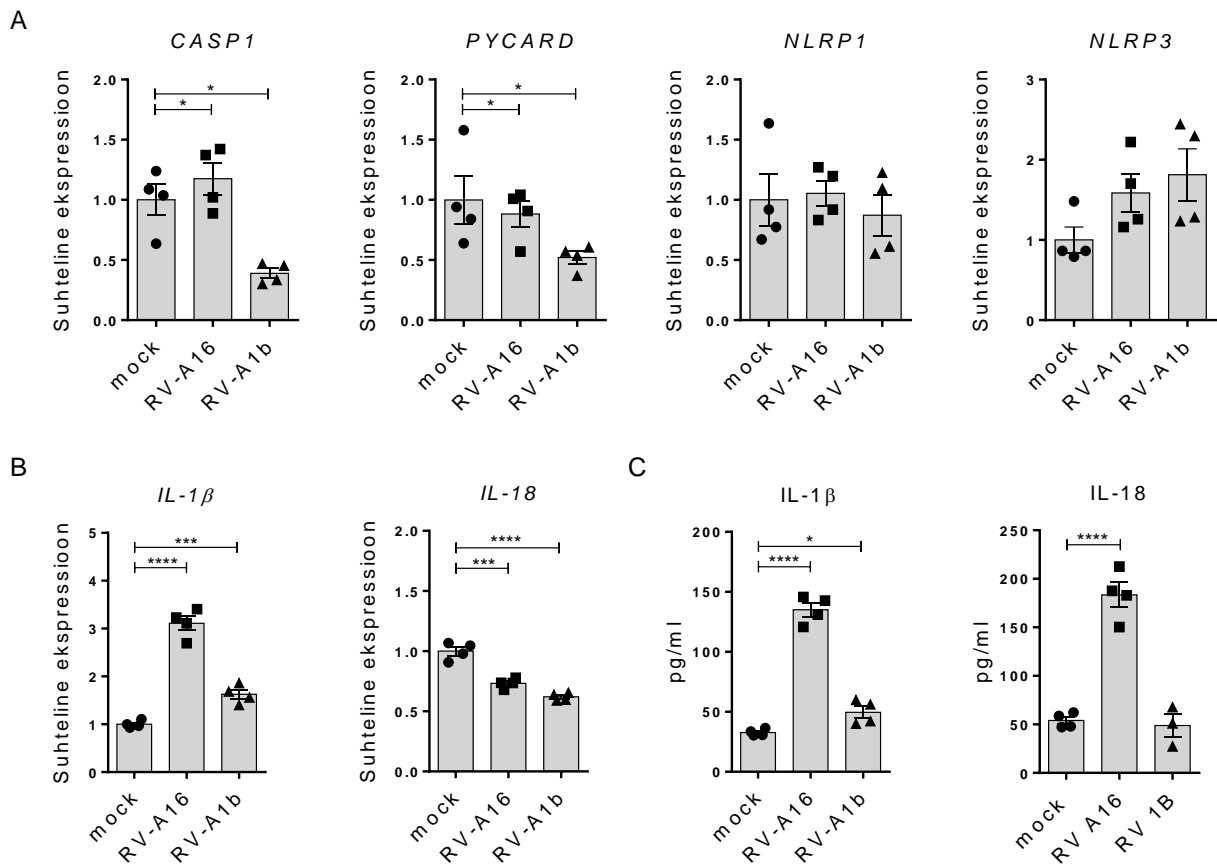 A
CASP1
PYCARD
NLRP1
NLRP3
Suhteline ekspressioon
2.0
1.5
1.0
0.5
0.0
*
*
mock
RV-A16
RV-A1b
Suhteline ekspressioon
2.0
1.5
1.0
0.5
0.0
*
*
mock
RV-A16
RV-A1b
Suhteline ekspressioon
2.0
1.5
1.0
0.5
0.0
mock
RV-A16
RV-A1b
Suhteline ekspressioon
3
2
1
0
mock
RV-A16
RV-A1b
B
IL-1β
IL-18
Suhteline ekspressioon
5
4
3
2
1
0
***
****
mock
RV-A16
RV-A1b
Suhteline ekspressioon
2.0
1.5
1.0
0.5
0.0
****
***
mock
RV-A16
RV-A1b
C
IL-1β
IL-18
pg/ml
200
150
100
50
0
*
****
mock
RV-A16
RV-A1b
pg/ml
250
200
150
100
50
0
****
mock
RV-A16
RV 1B